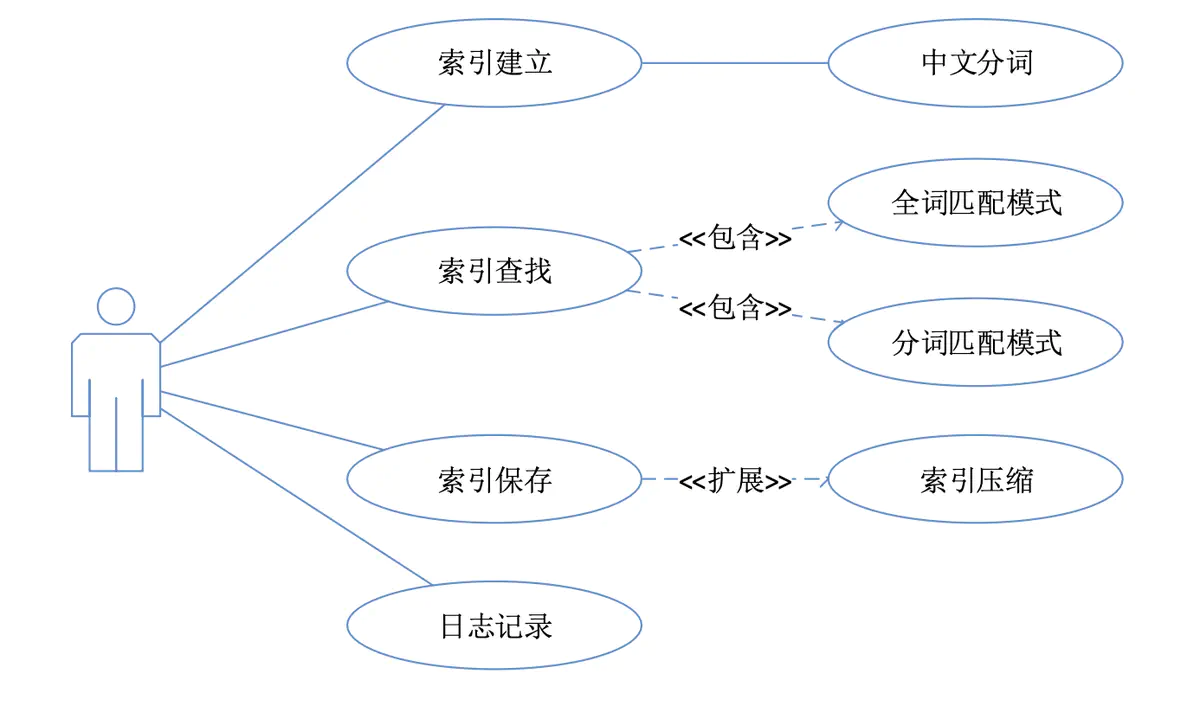 索引建立
中文分词
全词匹配模式
<<包含>>
索引查找
<<包含>>
分词匹配模式
索引保存
<<扩展>>
索引压缩
日志记录